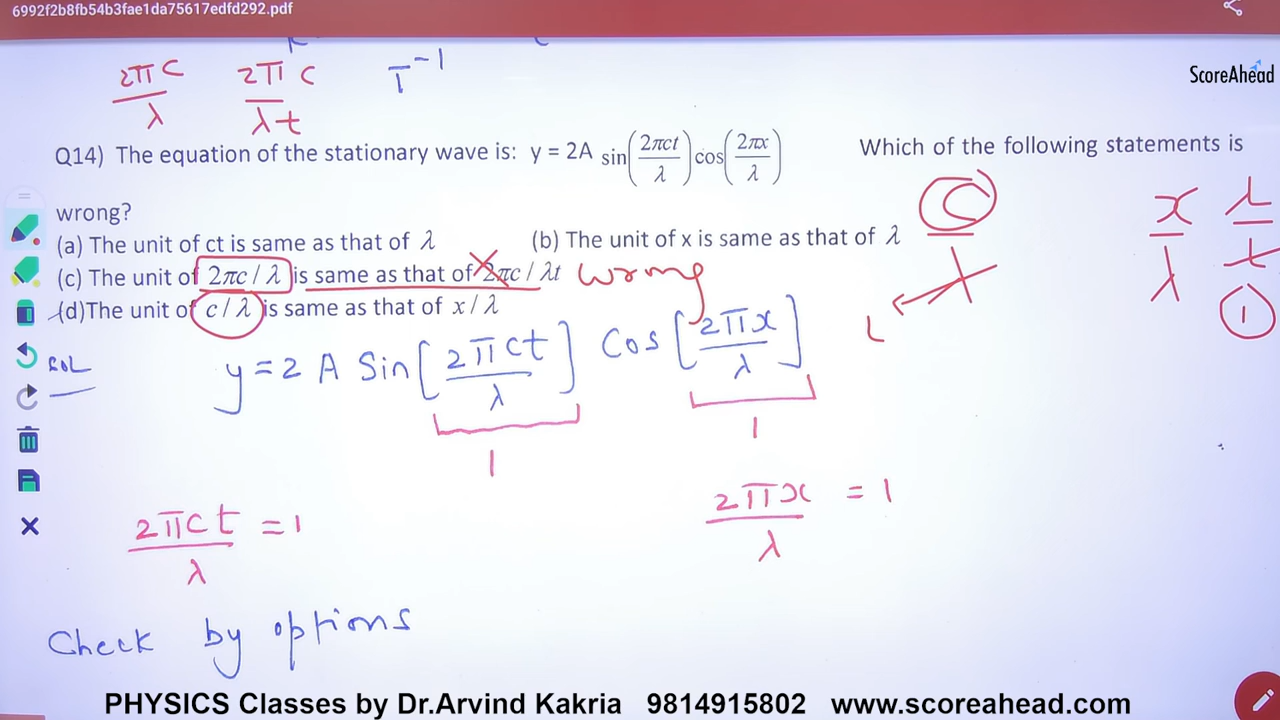 6992f2b8fb54b3fae1da75617edfd292.pdf
2πc/λ 2πc/λt T⁻¹
ScoreAhead
Q14) The equation of the stationary wave is: y = 2A sin(2πct/λ)cos(2πx/λ) Which of the following statements is
wrong?
(a) The unit of ct is same as that of λ (b) The unit of x is same as that of λ
(c) The unit of 2πc/λ is same as that of 2πc/λt wrong
(d)The unit of c/λ is same as that of x/λ
C
x/λ
λ
t
1
L
SOL
y=2 A Sin[2πct/λ] Cos[2πx/λ]
1 1
2πct/λ =1 2πx/λ =1
Check by options
PHYSICS Classes by Dr.Arvind Kakria 9814915802 www.scoreahead.com